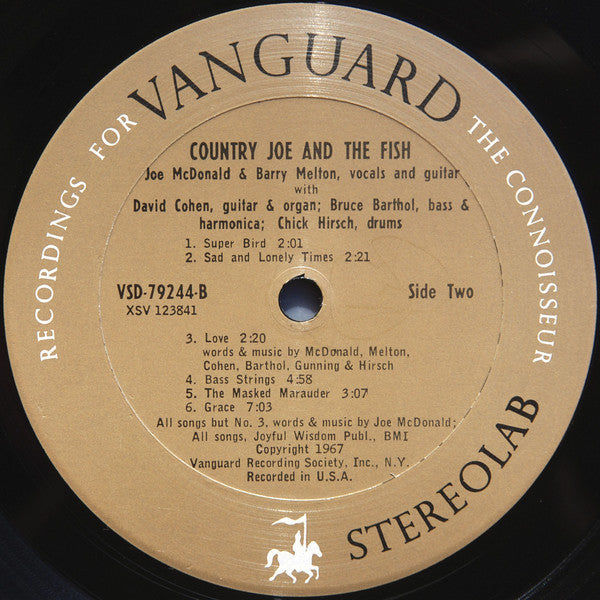 RECORDINGS FOR VANGUARD THE CONNOISSEUR
COUNTRY JOE AND THE FISH
Joe McDonald & Barry Melton, vocals and guitar
with
David Cohen, guitar & organ; Bruce Barthol, bass &
harmonica; Chick Hirsch, drums
1. Super Bird 2:01
2. Sad and Lonely Times 2:21
VSD-79244-B Side Two
XSV 123841
3. Love 2:20
words & music by McDonald, Melton,
Cohen, Barthol, Gunning & Hirsch
4. Bass Strings 4:58
5. The Masked Marauder 3:07
6. Grace 7:03
All songs but No. 3, words & music by Joe McDonald;
All songs, Joyful Wisdom Publ., BMI
Copyright 1967
Vanguard Recording Society, Inc., N.Y.
Recorded in U.S.A.
STEREOLAB